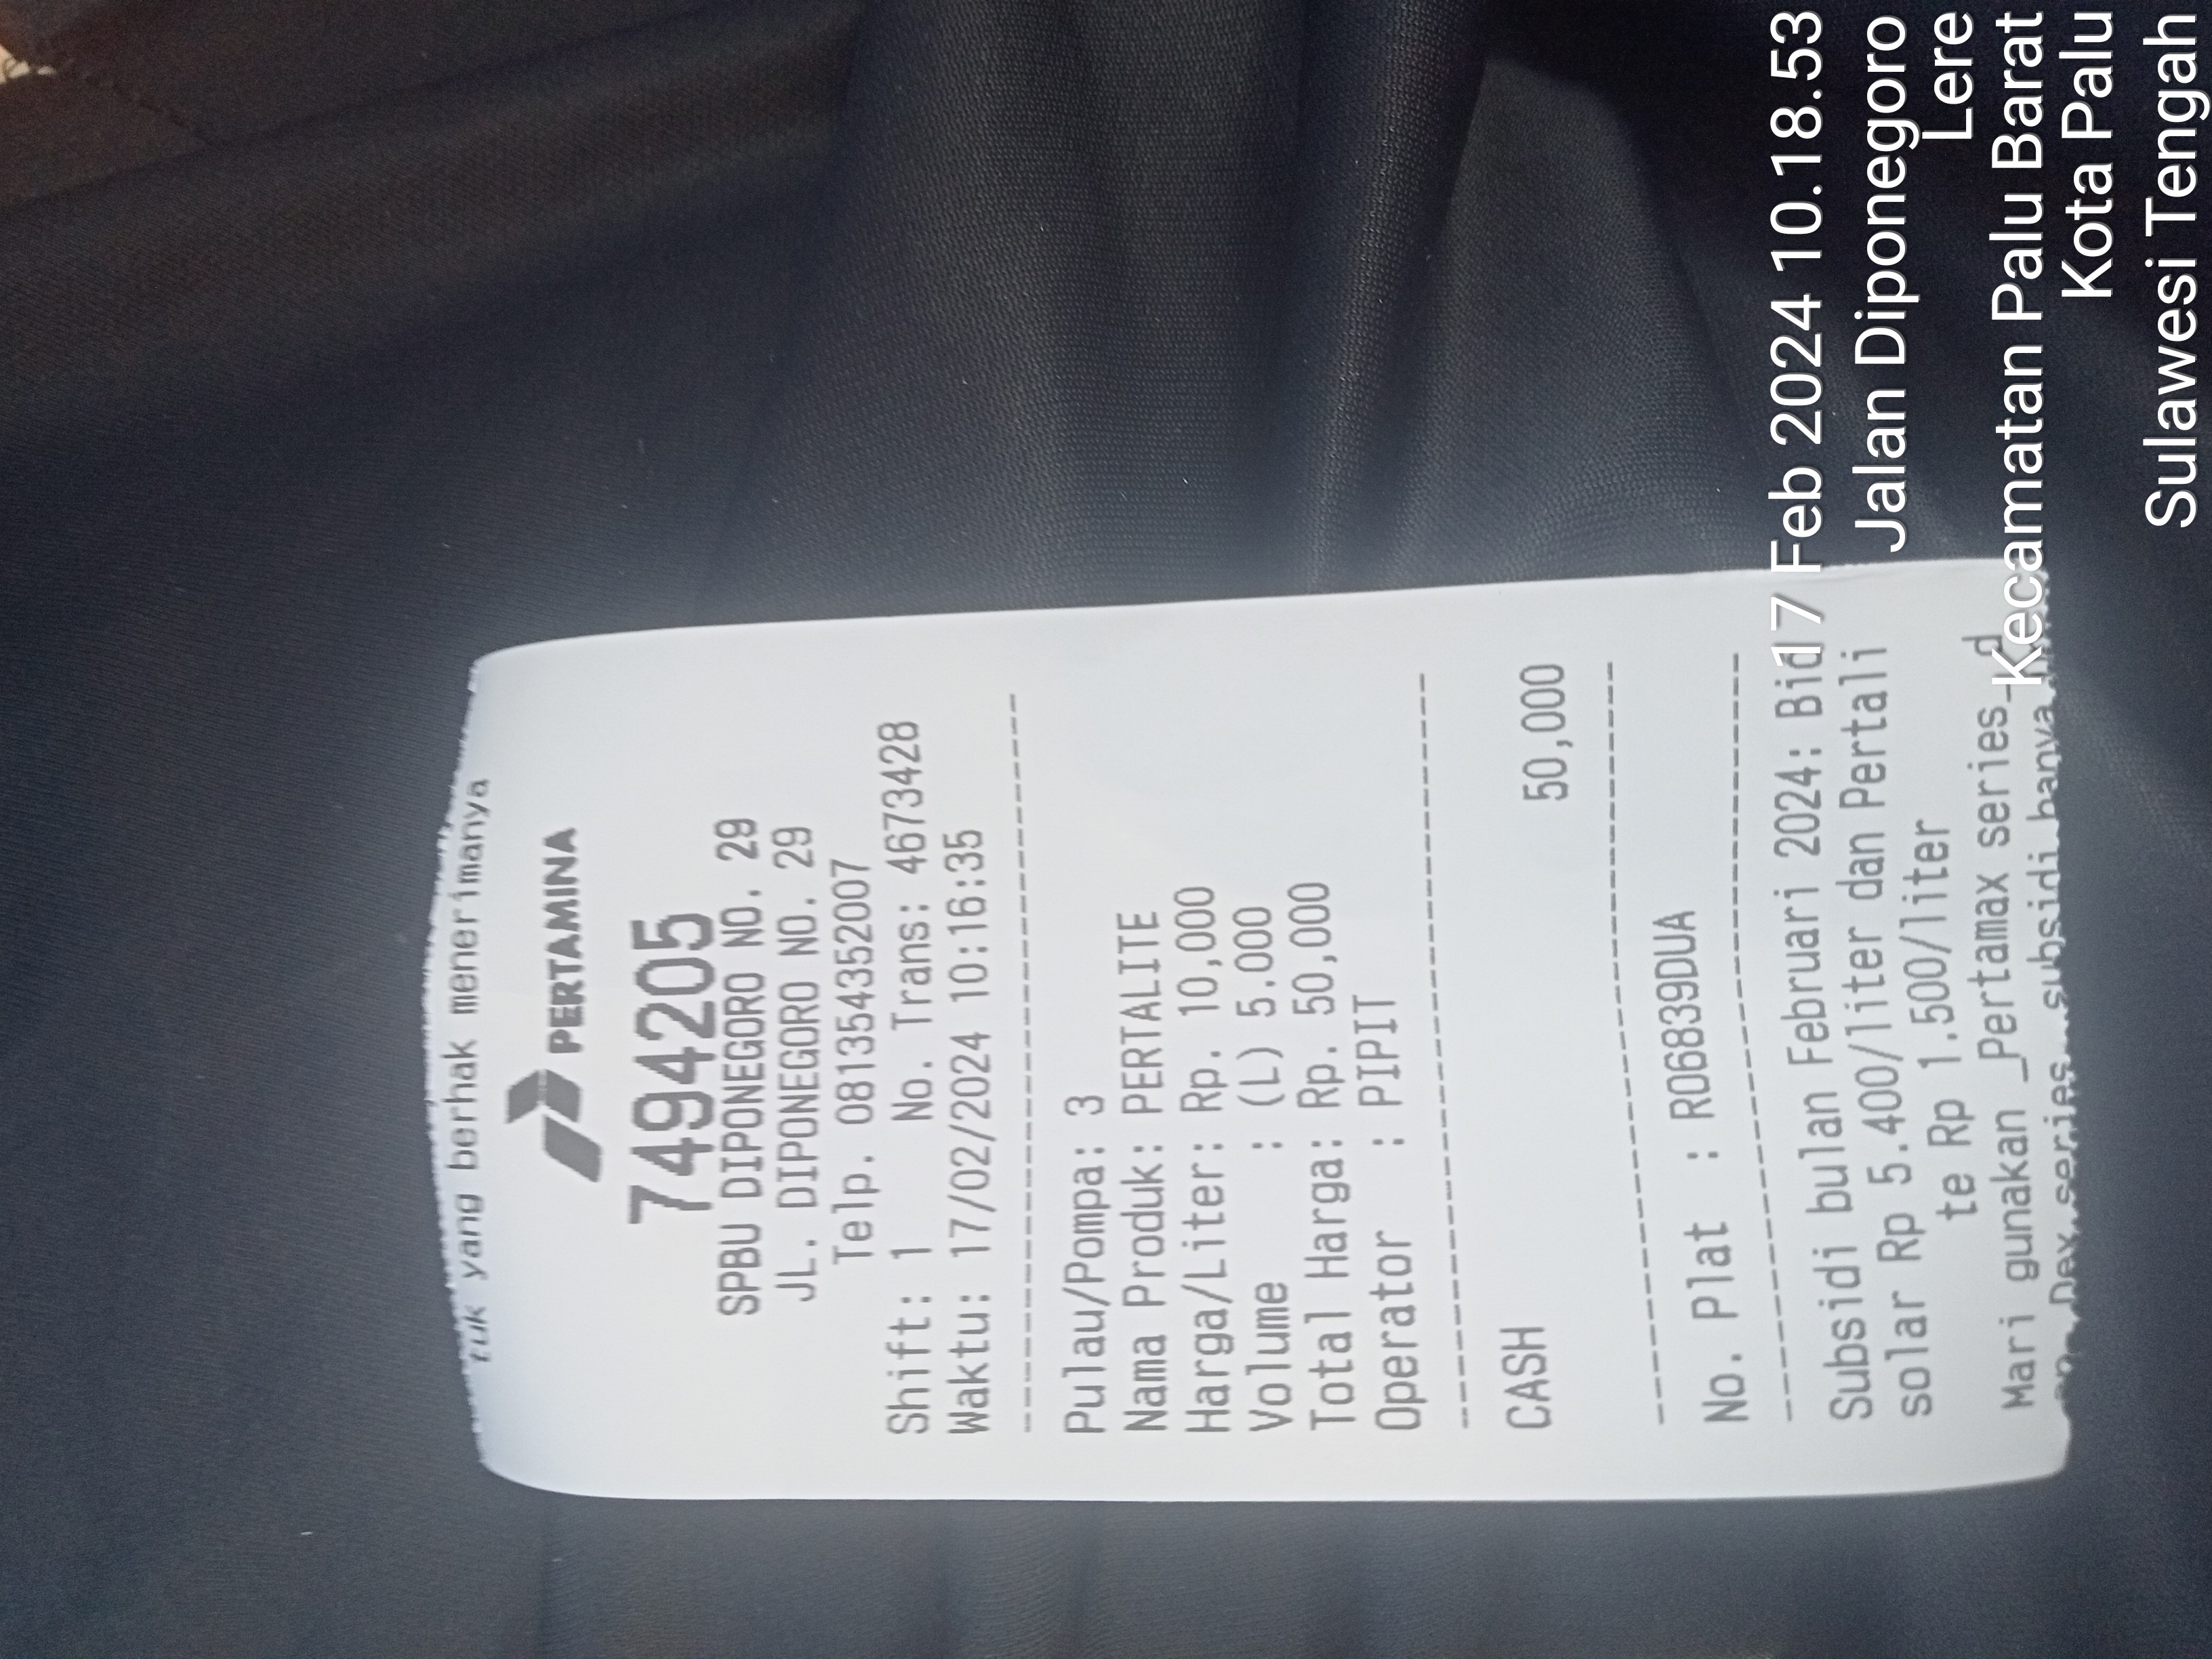 tuk yang berhak menerimanya
PERTAMINA
7494205
SPBU DIPONEGORO NO. 29
JL. DIPONEGORO NO. 29
Telp. 081354352007
Shift: 1 No. Trans: 4673428
Waktu: 17/02/2024 10:16:35
Pulau/Pompa: 3
Nama Produk: PERTALITE
Harga/Liter: Rp. 10,000
Volume : (L) 5.000
Total Harga: Rp. 50,000
Operator : PIPIT
CASH 50,000
No. Plat : RO6839DUA
Subsidi bulan Februari 2024: Bio
solar Rp 5.400/liter dan Pertali
te Rp 1.500/liter
Mari gunakan _Pertamax series_ d
an Dex series. subsidi hanya
17 Feb 2024 10.18.53
Jalan Diponegoro
Lere
Kecamatan Palu Barat
Kota Palu
Sulawesi Tengah